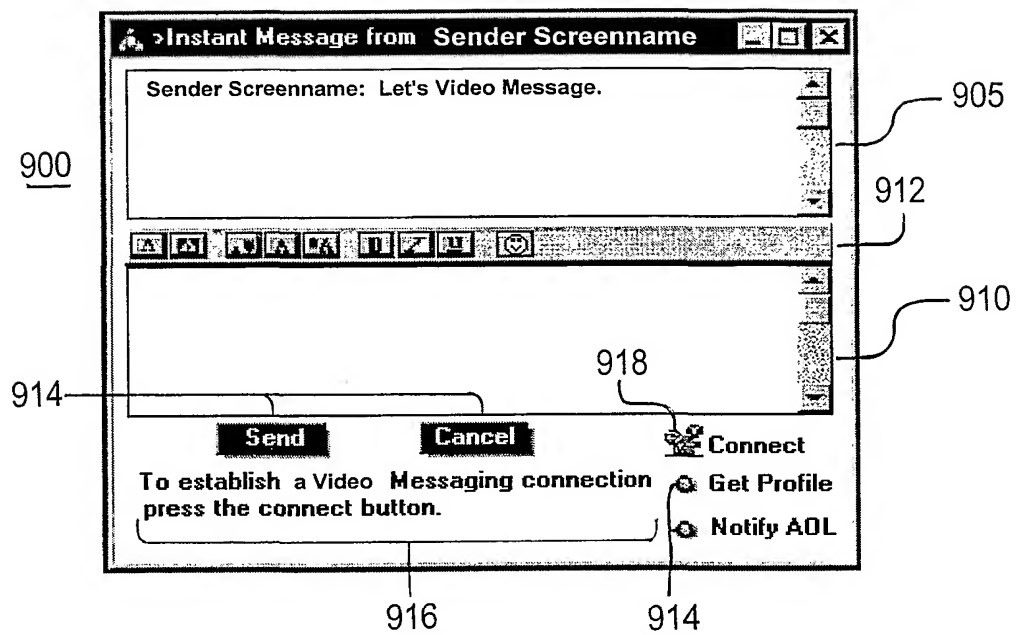 >Instant Message from Sender Screenname
Sender Screenname: Let's Video Message.
905
900
912
910
918
914
Send Cancel
Connect
To establish a Video Messaging connection
press the connect button.
Get Profile
Notify AOL
916
914